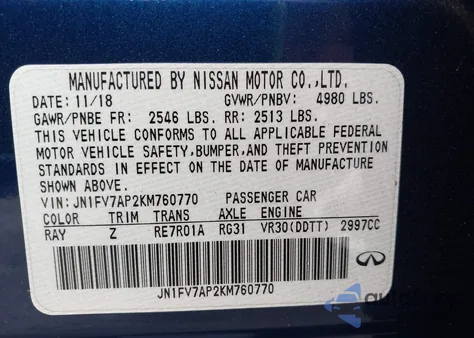 MANUFACTURED BY NISSAN MOTOR CO.,LTD.
DATE: 11/18 GVWR/PNBV: 4980 LBS.
GAWR/PNBE FR: 2546 LBS. RR: 2513 LBS.
THIS VEHICLE CONFORMS TO ALL APPLICABLE FEDERAL
MOTOR VEHICLE SAFETY, BUMPER, AND THEFT PREVENTION
STANDARDS IN EFFECT ON THE DATE OF MANUFACTURE
SHOWN ABOVE.
VIN: JN1FV7AP2KM760770 PASSENGER CAR
COLOR TRIM TRANS AXLE ENGINE
RAY Z RE7R01A RG31 VR30(DDTT) 2997CC
JN1FV7AP2KM760770